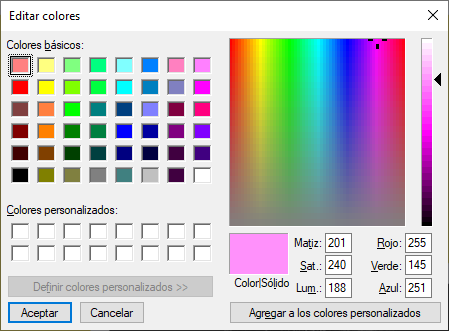 Editar colores
Colores básicos:
Colores personalizados:
Definir colores personalizados >>
Aceptar
Cancelar
Color|Sólido
Matiz: 201
Sat.: 240
Lum.: 188
Rojo: 255
Verde: 145
Azul: 251
Agregar a los colores personalizados